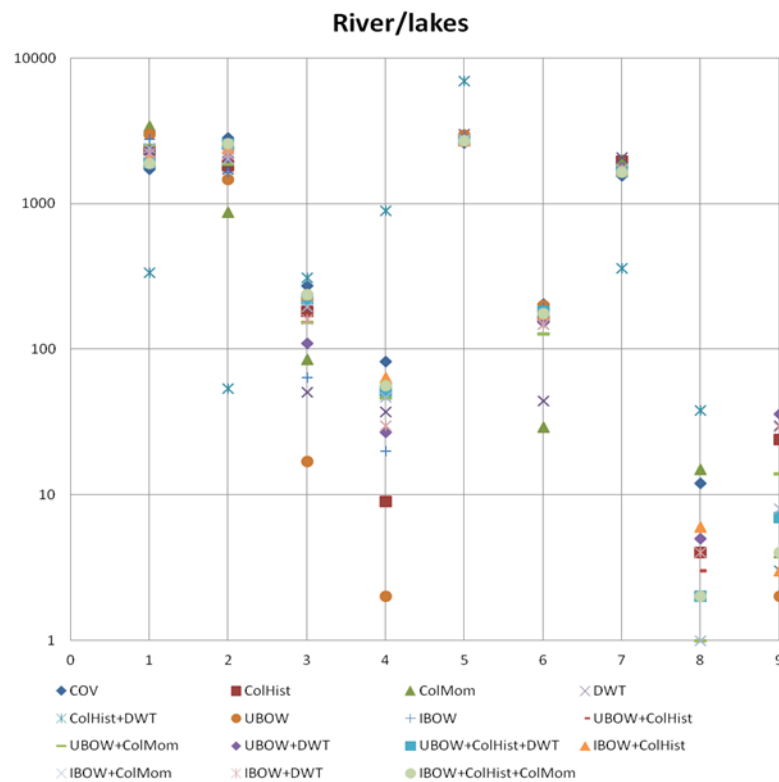 River/lakes
10000
1000
100
10
1
0 1 2 3 4 5 6 7 8 9
COV ColHist ColMom DWT
ColHist+DWT UBOW IBOW UBOW+ColHist
UBOW+ColMom UBOW+DWT UBOW+ColHist+DWT IBOW+ColHist
IBOW+ColMom IBOW+DWT IBOW+ColHist+ColMom